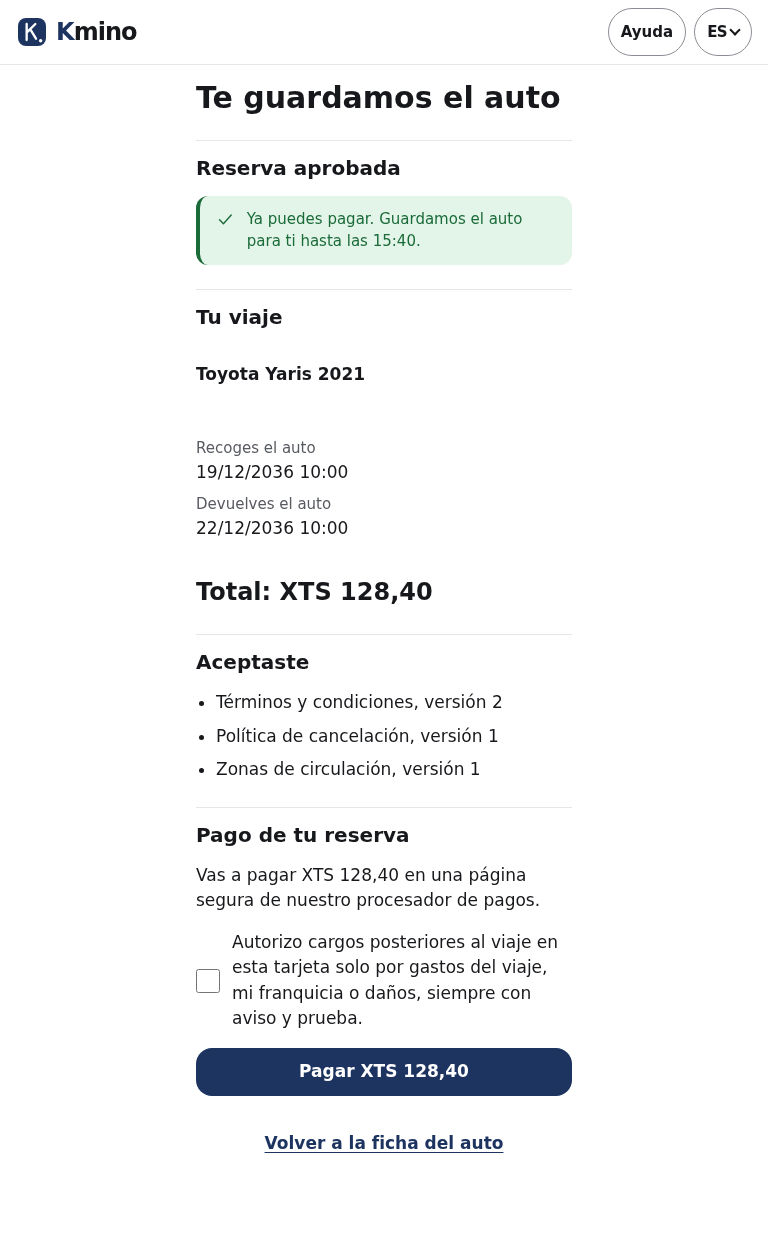 K.
Kmino
Ayuda
ES
Te guardamos el auto
Reserva aprobada
Ya puedes pagar. Guardamos el auto
para ti hasta las 15:40.
Tu viaje
Toyota Yaris 2021
Recoges el auto
19/12/2036 10:00
Devuelves el auto
22/12/2036 10:00
Total: XTS 128,40
Aceptaste
• Términos y condiciones, versión 2
• Política de cancelación, versión 1
• Zonas de circulación, versión 1
Pago de tu reserva
Vas a pagar XTS 128,40 en una página
segura de nuestro procesador de pagos.
Autorizo cargos posteriores al viaje en
esta tarjeta solo por gastos del viaje,
mi franquicia o daños, siempre con
aviso y prueba.
Pagar XTS 128,40
Volver a la ficha del auto